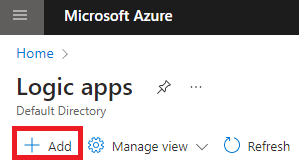 Microsoft Azure
Home >
Logic apps ...
Default Directory
+ Add Manage view Refresh